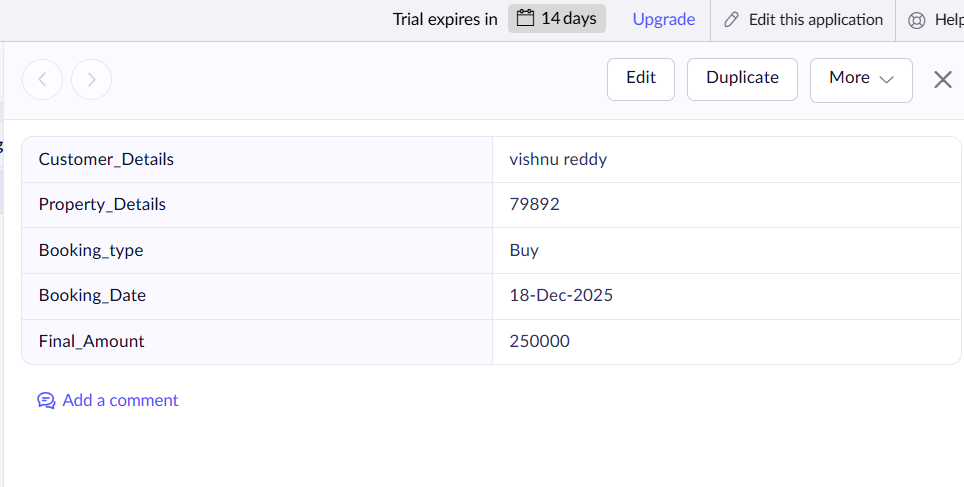 Trial expires in 14 days Upgrade Edit this application Help
Edit Duplicate More
Customer_Details vishnu reddy
Property_Details 79892
Booking_type Buy
Booking_Date 18-Dec-2025
Final_Amount 250000
Add a comment